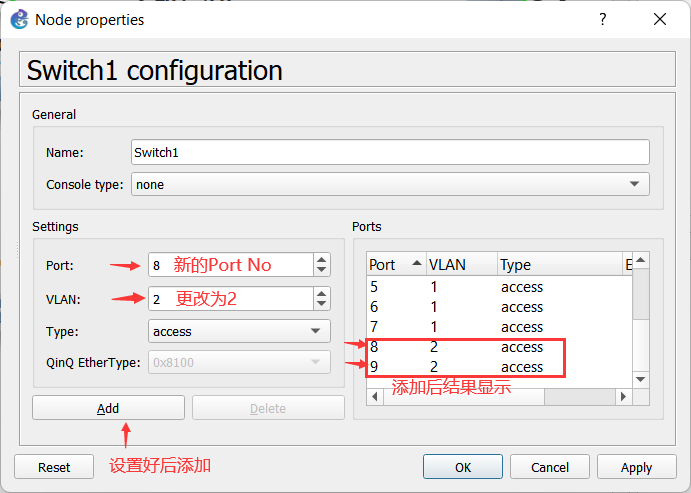 Node properties
?
Switch1 configuration
General
Name: Switch1
Console type: none
Settings
Port: 8 新的Port No
VLAN: 2 更改为2
Type: access
QinQ EtherType: 0x8100
Add Delete
设置好后添加
Ports
Port VLAN Type E
5 1 access
6 1 access
7 1 access
8 2 access
9 2 access
添加后结果显示
Reset OK Cancel Apply